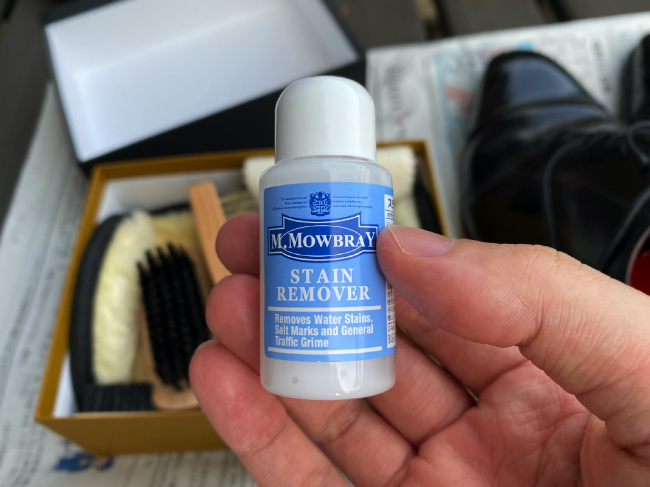 M.MOWBRAY
STAIN
REMOVER
Removes Water Stains,
Salt Marks and General
Traffic Grime